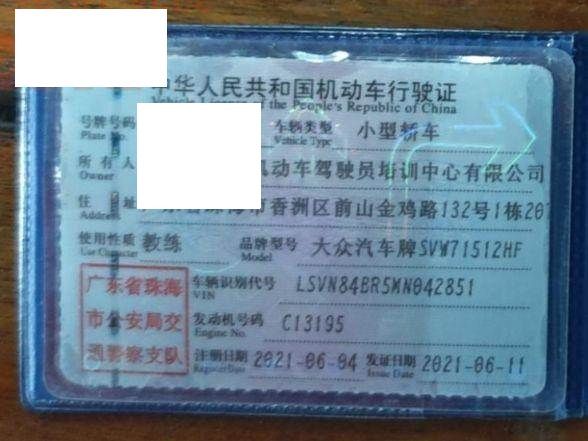 中华人民共和国机动车行驶证
Vehicle License of the People's Republic of China
号牌号码 车辆类型 小型轿车
Plate No. Vehicle Type
所有人 机动车驾驶员培训中心有限公司
Owner
住址 市香洲区前山金鸡路132号1栋20
Address
使用性质 教练 品牌型号 大众汽车牌SVW71512HF
Use Character Model
广东省珠海 车辆识别代号 LSVN84BR5MN042851
VIN
市公安局交 发动机号码 C13195
Engine No.
通警察支队 注册日期 2021-06-04 发证日期 2021-06-11
Register Date Issue Date